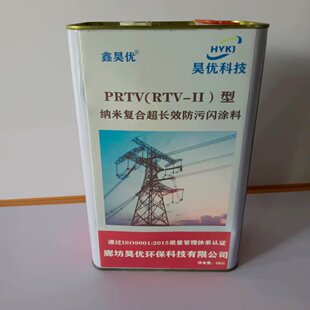 鑫昊优
HYKJ
昊优科技
PRTV(RTV-II)型
纳米复合超长效防污闪涂料
通过ISO9001:2015质量管理体系认证
廊坊昊优环保科技有限公司